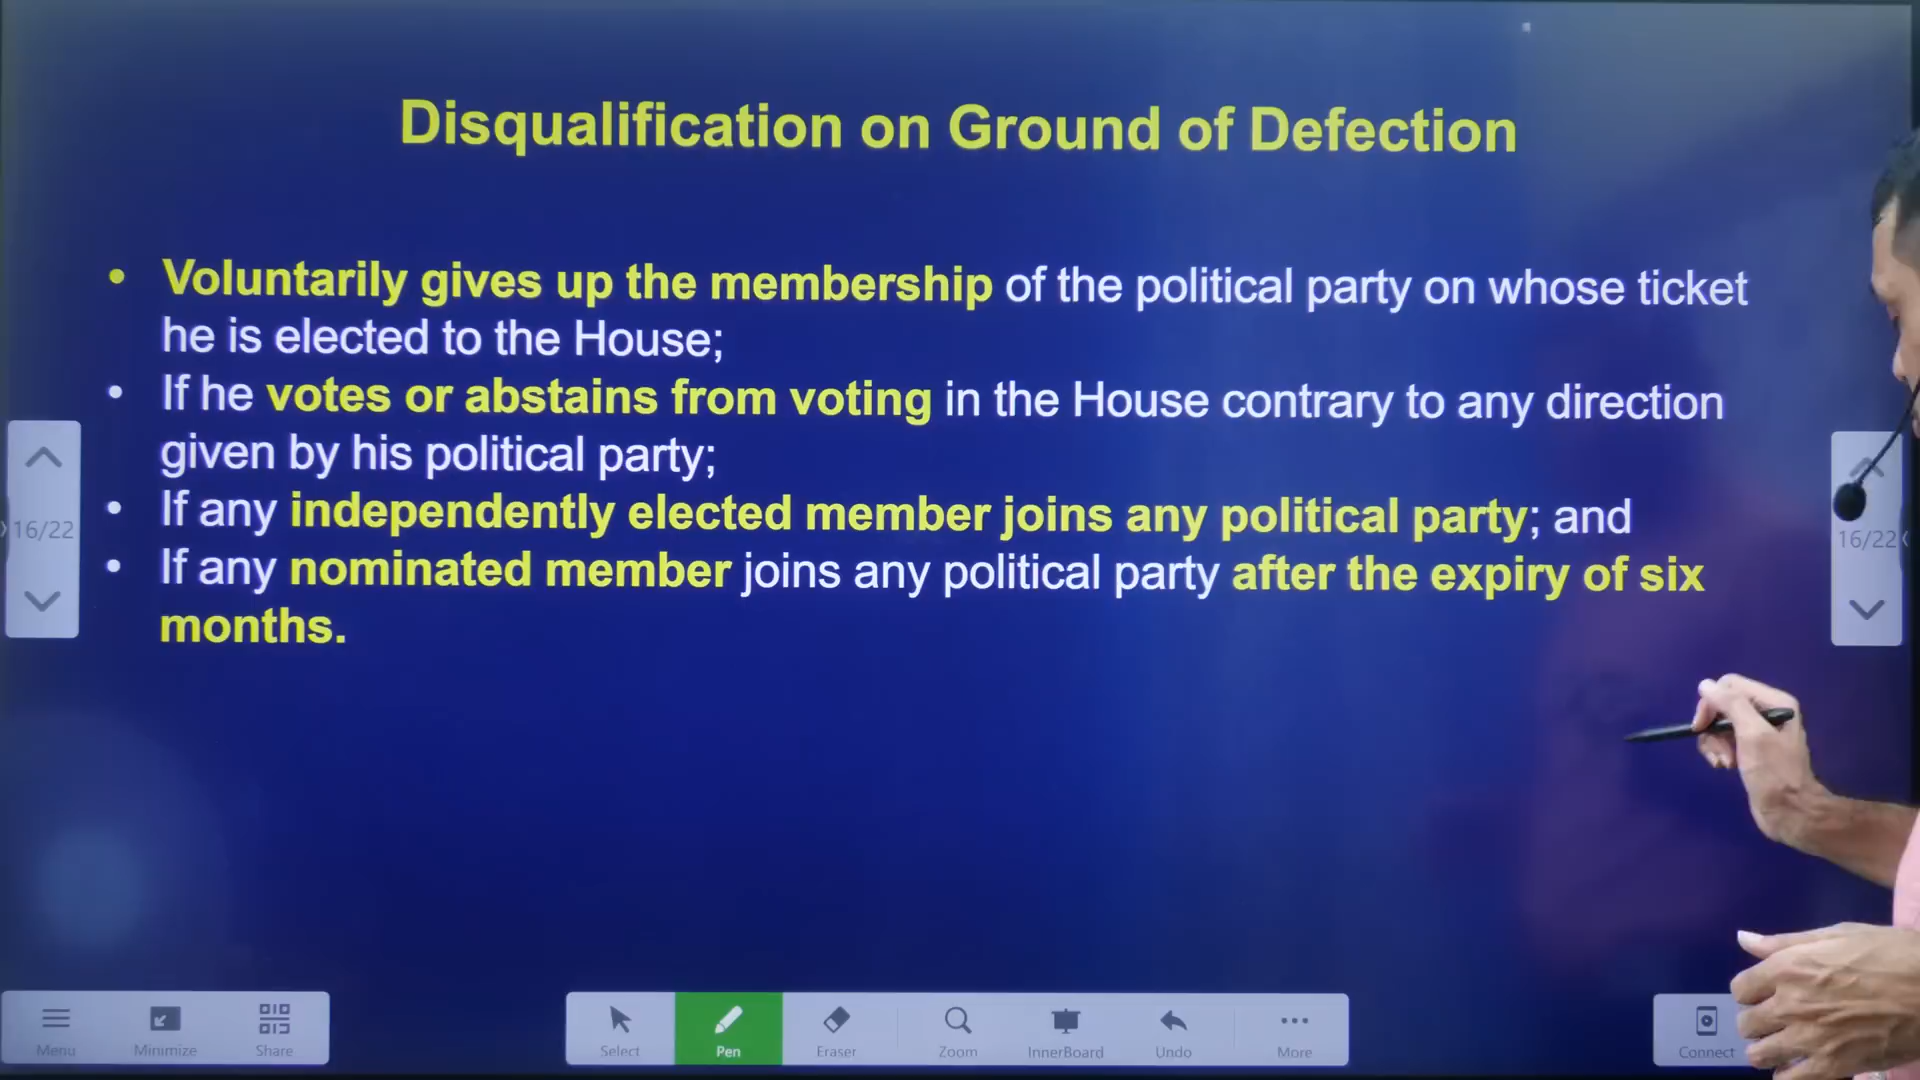 Disqualification on Ground of Defection
• Voluntarily gives up the membership of the political party on whose ticket
he is elected to the House;
• If he votes or abstains from voting in the House contrary to any direction
given by his political party;
• If any independently elected member joins any political party; and
• If any nominated member joins any political party after the expiry of six
months.
16/22
16/22
Menu
Minimize
Share
Select
Pen
Eraser
Zoom
InnerBoard
Undo
More
Connect